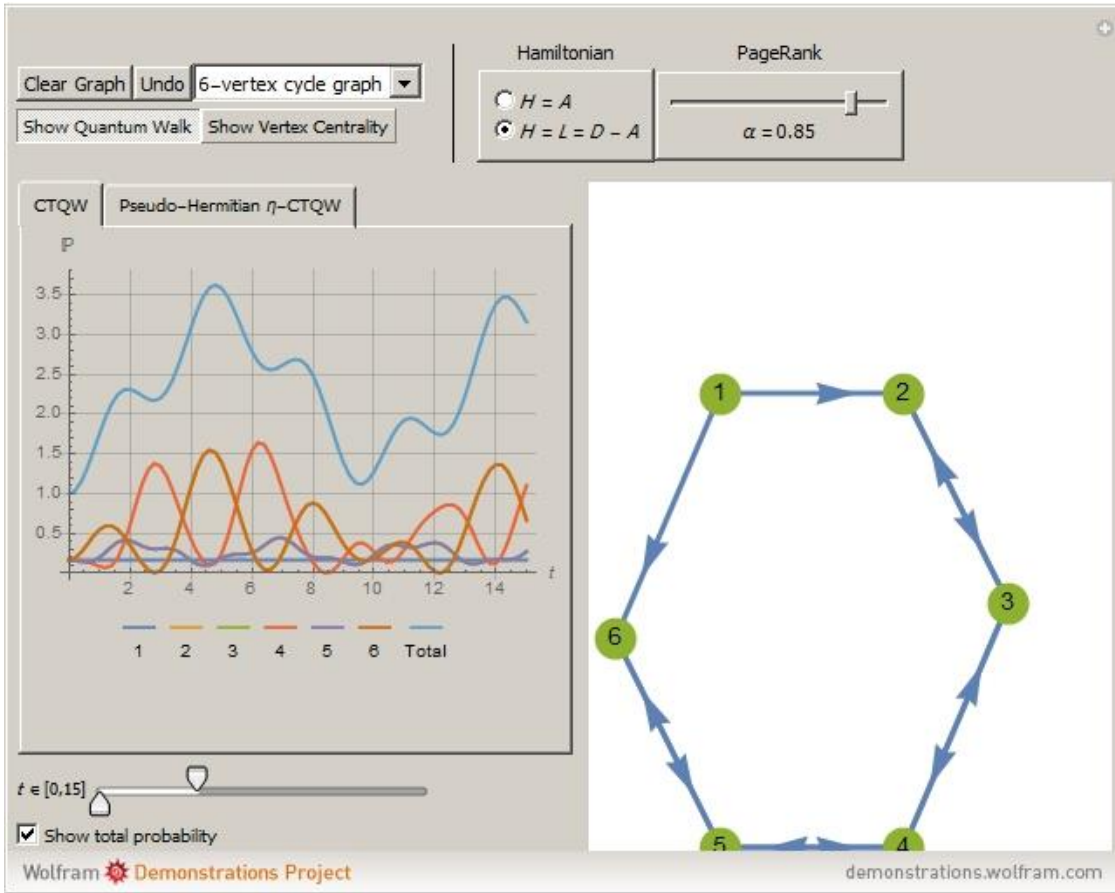 Hamiltonian PageRank
Clear Graph Undo 6-vertex cycle graph
H = A
Show Quantum Walk Show Vertex Centrality
H = L = D - A
α = 0.85
CTQW Pseudo-Hermitian η-CTQW
ℙ
3.5
3.0
2.5
2.0
1.5
1.0
0.5
2 4 6 8 10 12 14 t
1 2 3 4 5 6 Total
1 2
3
6
5 4
t ∈ [0,15]
Show total probability
Wolfram Demonstrations Project demonstrations.wolfram.com